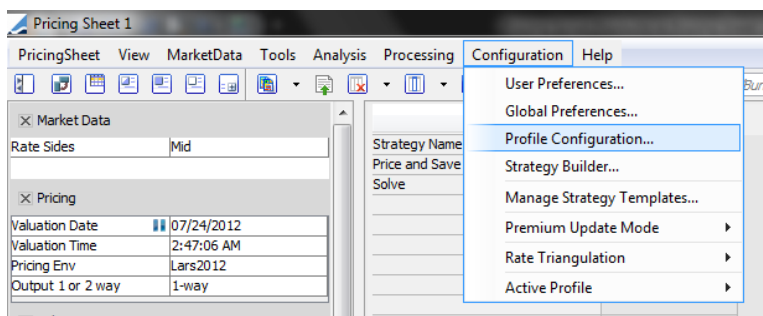 Pricing Sheet 1
PricingSheet View MarketData Tools Analysis Processing Configuration Help
User Preferences...
Global Preferences...
Profile Configuration...
Strategy Builder...
Manage Strategy Templates...
Premium Update Mode
Rate Triangulation
Active Profile
Market Data
Rate Sides Mid
Pricing
Valuation Date 07/24/2012
Valuation Time 2:47:06 AM
Pricing Env Lars2012
Output 1 or 2 way 1-way
Strategy Name
Price and Save
Solve